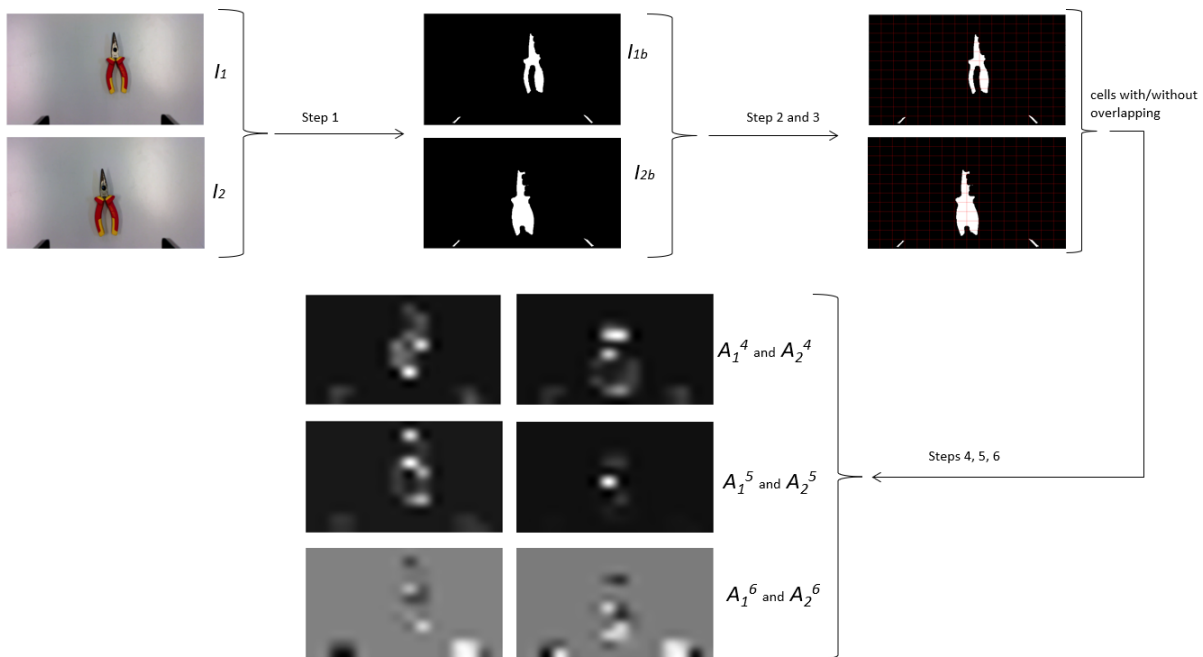 I1
I1b
cells with/without
overlapping
Step 1
Step 2 and 3
I2
I2b
A1^4 and A2^4
Steps 4, 5, 6
A1^5 and A2^5
A1^6 and A2^6